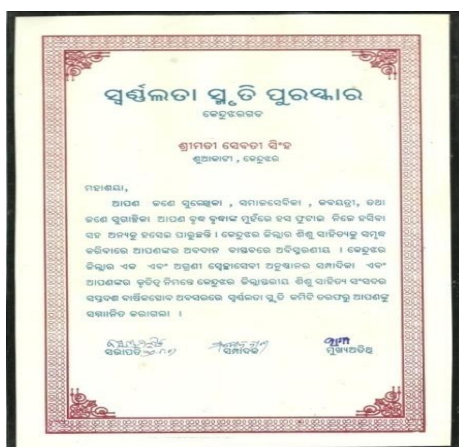 ସ୍ୱର୍ଣ୍ଣଲତା ସ୍ମୃତି ପୁରସ୍କାର
କେନ୍ଦୁଝରଗଡ
ଶ୍ରୀମତୀ ସେବତୀ ସିଂହ
ଶୁଆକାଟୀ , କେନ୍ଦୁଝର
ମହାଶୟା,
ଆପଣ ଜଣେ ସୁଲେଖିକା , ସମାଜସେବିକା , କବୟତ୍ରୀ, ତଥା
ଜଣେ ସୁଗାୟିକା ଆପଣ ବୃଦ୍ଧ ବୃଦ୍ଧାଙ୍କ ମୁହଁରେ ହସ ଫୁଟାଇ ନିଜେ ହସିବା
ସହ ଅନ୍ୟକୁ ହସେଇ ପାରୁଛନ୍ତି । କେନ୍ଦୁଝର ଜିଲ୍ଲାର ଶିଶୁ ସାହିତ୍ୟକୁ ସମୃଦ୍ଧ
କରିବାରେ ଆପଣଙ୍କର ଅବଦାନ ବାସ୍ତବରେ ଅବିସ୍ମରଣୀୟ । କେନ୍ଦୁଝର
ଜିଲ୍ଲାର ଏକ ଏବଂ ଅଗ୍ରଣୀ ସ୍ୱେଚ୍ଛାସେବୀ ଅନୁଷ୍ଠାନର ସମ୍ପାଦିକା ଏବଂ
ଆପଣଙ୍କର କୃତିତ୍ୱ ନିମନ୍ତେ କେନ୍ଦୁଝର ଜିଲ୍ଲାସ୍ତରୀୟ ଶିଶୁ ସାହିତ୍ୟ ସଂସଦର
ସପ୍ତଦଶ ବାର୍ଷିକୋତ୍ସବ ଅବସରରେ ସ୍ୱର୍ଣ୍ଣଲତା ସ୍ମୃତି କମିଟି ତରଫରୁ ଆପଣଙ୍କୁ
ସମ୍ମାନିତ କରାଗଲା ।
ସଭାପତି ସମ୍ପାଦକ ମୁଖ୍ୟଅତିଥି